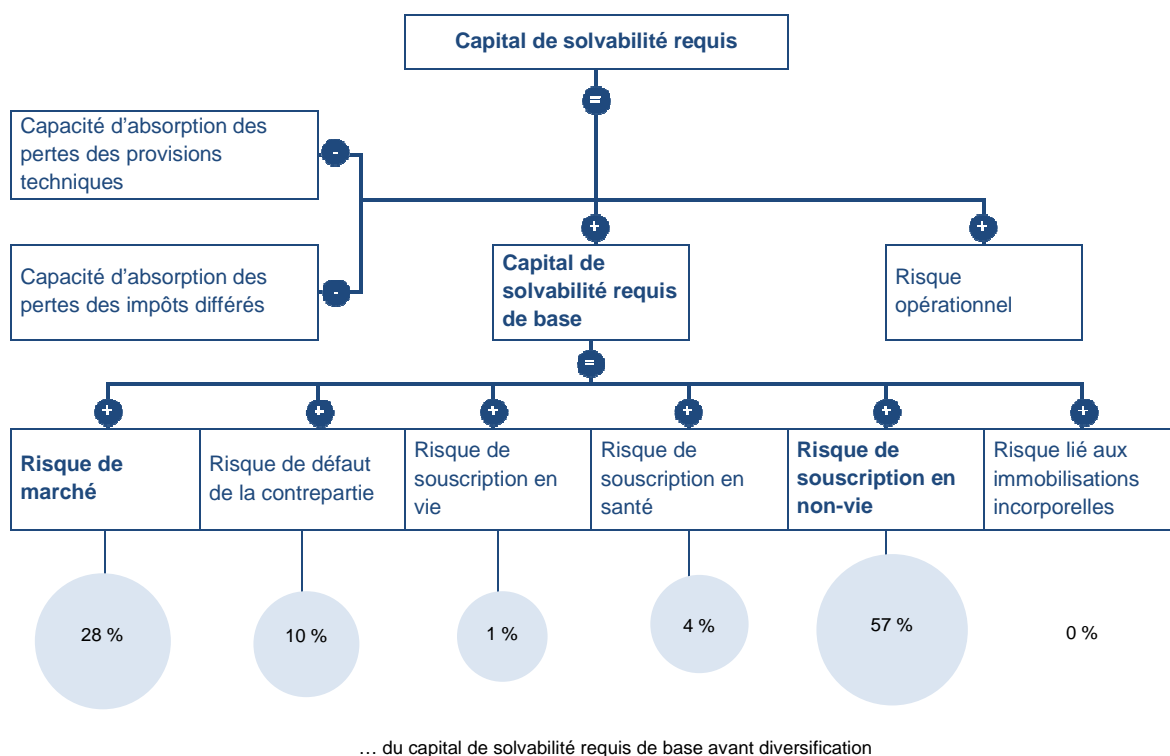 Capital de solvabilité requis
=
Capacité d'absorption des
pertes des provisions
techniques
-
Capacité d'absorption des
pertes des impôts différés
-
+
Capital de
solvabilité requis
de base
+
Risque
opérationnel
=
+
+
+
+
+
+
Risque de
marché
Risque de défaut
de la contrepartie
Risque de
souscription en
vie
Risque de
souscription en
santé
Risque de
souscription en
non-vie
Risque lié aux
immobilisations
incorporelles
28 %
10 %
1 %
4 %
57 %
0 %
… du capital de solvabilité requis de base avant diversification